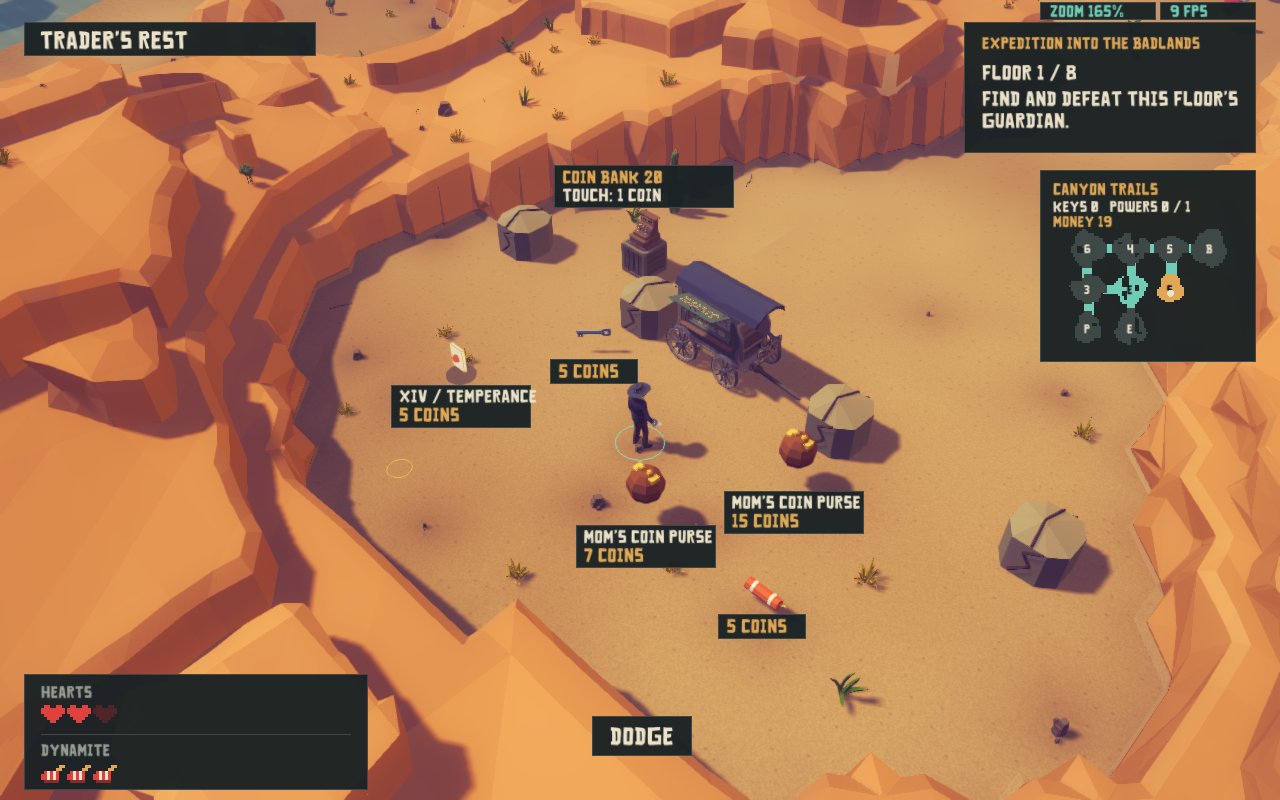 ZOOM 165%
9 FPS
TRADER'S REST
EXPEDITION INTO THE BADLANDS
FLOOR 1 / 8
FIND AND DEFEAT THIS FLOOR'S
GUARDIAN.
COIN BANK 20
TOUCH: 1 COIN
CANYON TRAILS
KEYS 0 POWERS 0 / 1
MONEY 19
6 4 5 B
3
P E
5 COINS
XIV / TEMPERANCE
5 COINS
MOM'S COIN PURSE
15 COINS
MOM'S COIN PURSE
7 COINS
5 COINS
HEARTS
DYNAMITE
DODGE